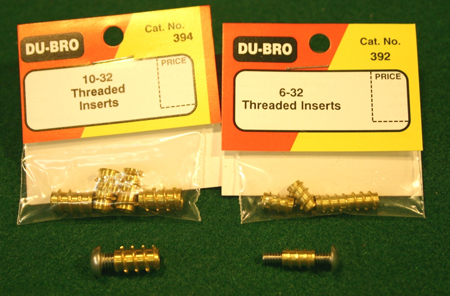 DU-BRO
Cat. No.
394
10-32
Threaded
Inserts
PRICE
DU-BRO
Cat. No.
392
6-32
Threaded Inserts
PRICE